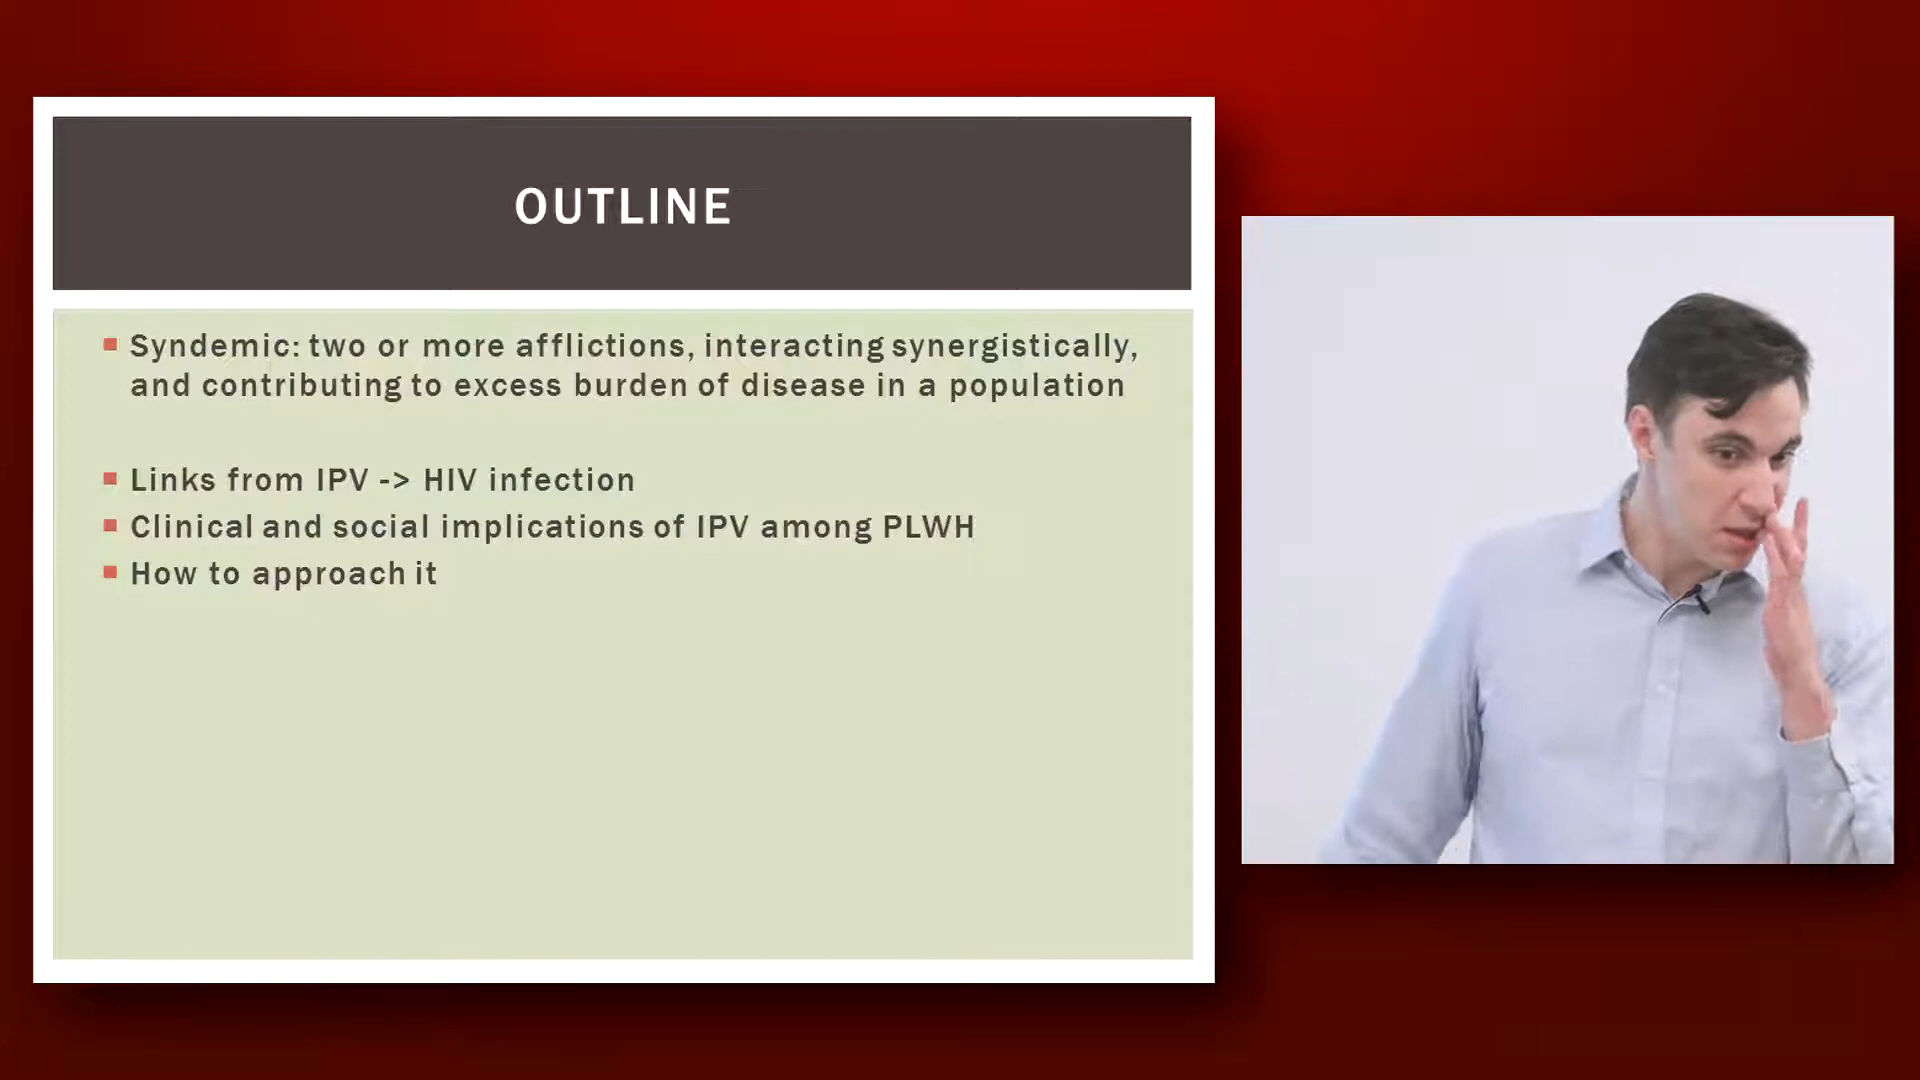 OUTLINE
Syndemic: two or more afflictions, interacting synergistically,
and contributing to excess burden of disease in a population
Links from IPV -> HIV infection
Clinical and social implications of IPV among PLWH
How to approach it